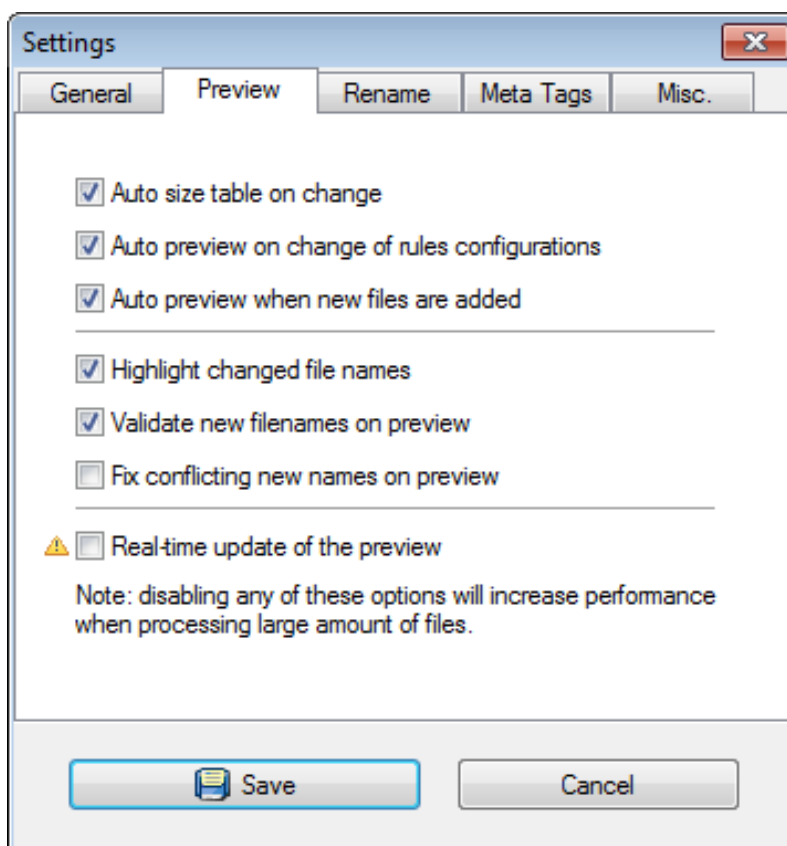 Settings
General Preview Rename Meta Tags Misc.
Auto size table on change
Auto preview on change of rules configurations
Auto preview when new files are added
Highlight changed file names
Validate new filenames on preview
Fix conflicting new names on preview
Real-time update of the preview
Note: disabling any of these options will increase performance
when processing large amount of files.
Save Cancel